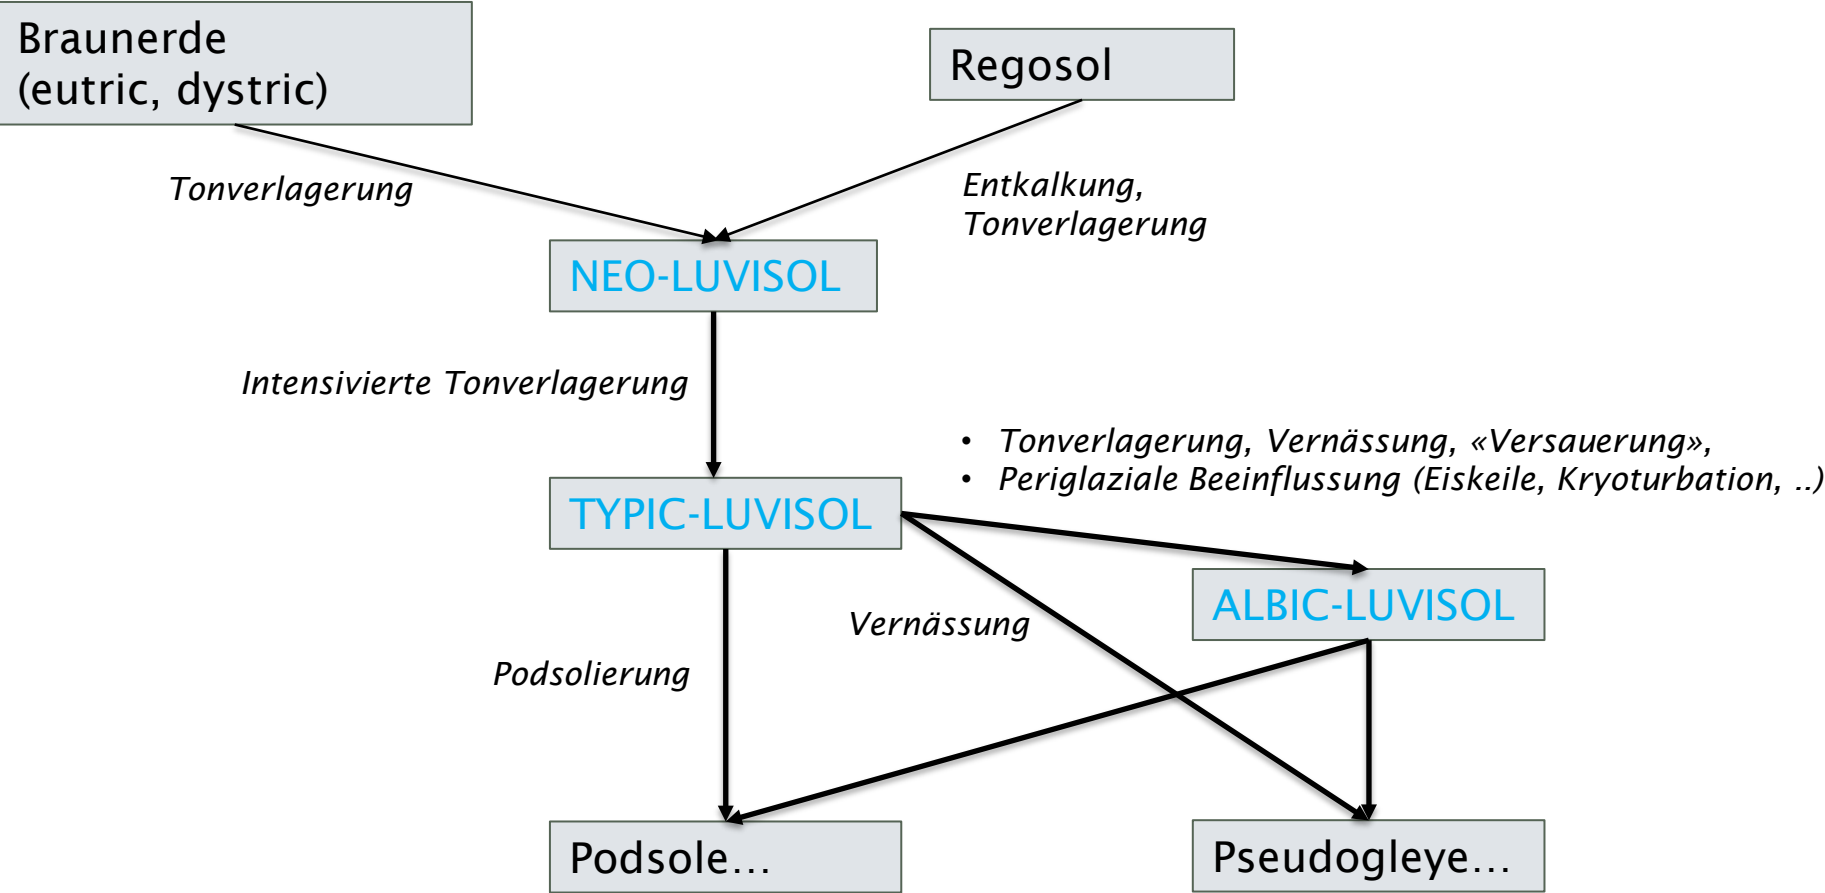 Braunerde
(eutric, dystric)
Regosol
Tonverlagerung
Entkalkung,
Tonverlagerung
NEO-LUVISOL
Intensivierte Tonverlagerung
• Tonverlagerung, Vernässung, «Versauerung»,
• Periglaziale Beeinflussung (Eiskeile, Kryoturbation, ..)
TYPIC-LUVISOL
ALBIC-LUVISOL
Vernässung
Podsolierung
Podsole…
Pseudogleye…